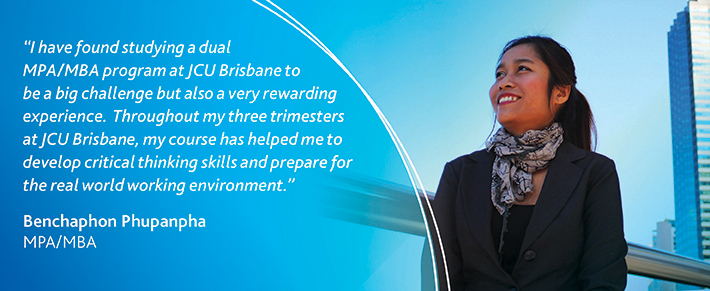 “I have found studying a dual
MPA/MBA program at JCU Brisbane to
be a big challenge but also a very rewarding
experience.  Throughout my three trimesters
at JCU Brisbane, my course has helped me to
develop critical thinking skills and prepare for
the real world working environment.”
Benchaphon Phupanpha
MPA/MBA